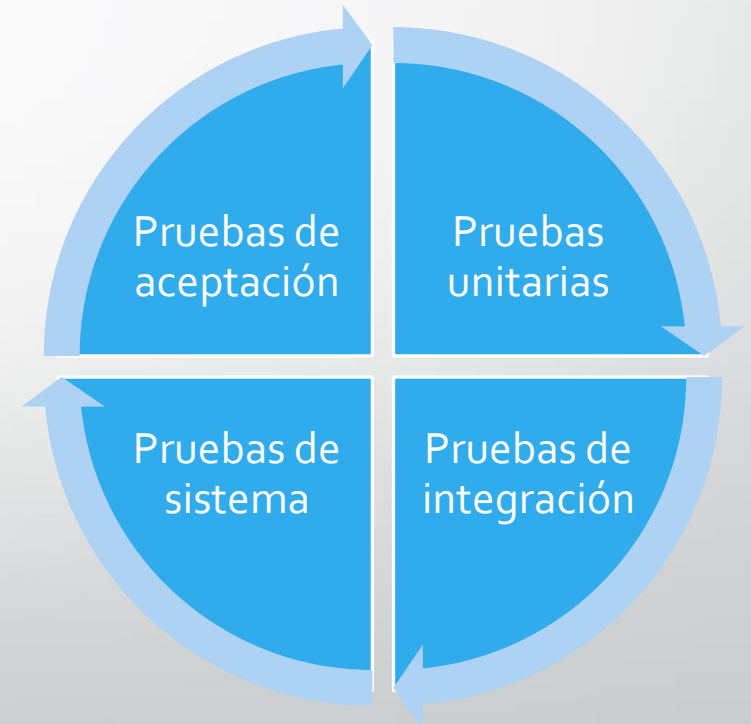 Pruebas de
aceptación
Pruebas
unitarias
Pruebas de
sistema
Pruebas de
integración